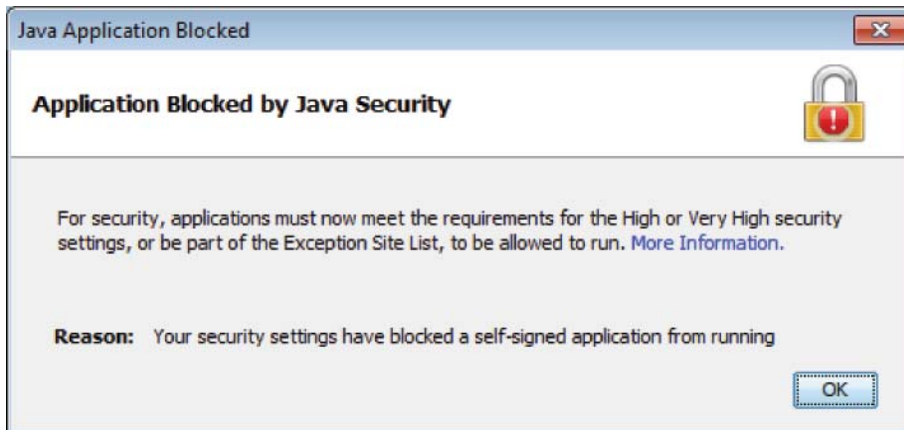 Java Application Blocked
Application Blocked by Java Security
For security, applications must now meet the requirements for the High or Very High security
settings, or be part of the Exception Site List, to be allowed to run. More Information.
Reason: Your security settings have blocked a self-signed application from running
OK